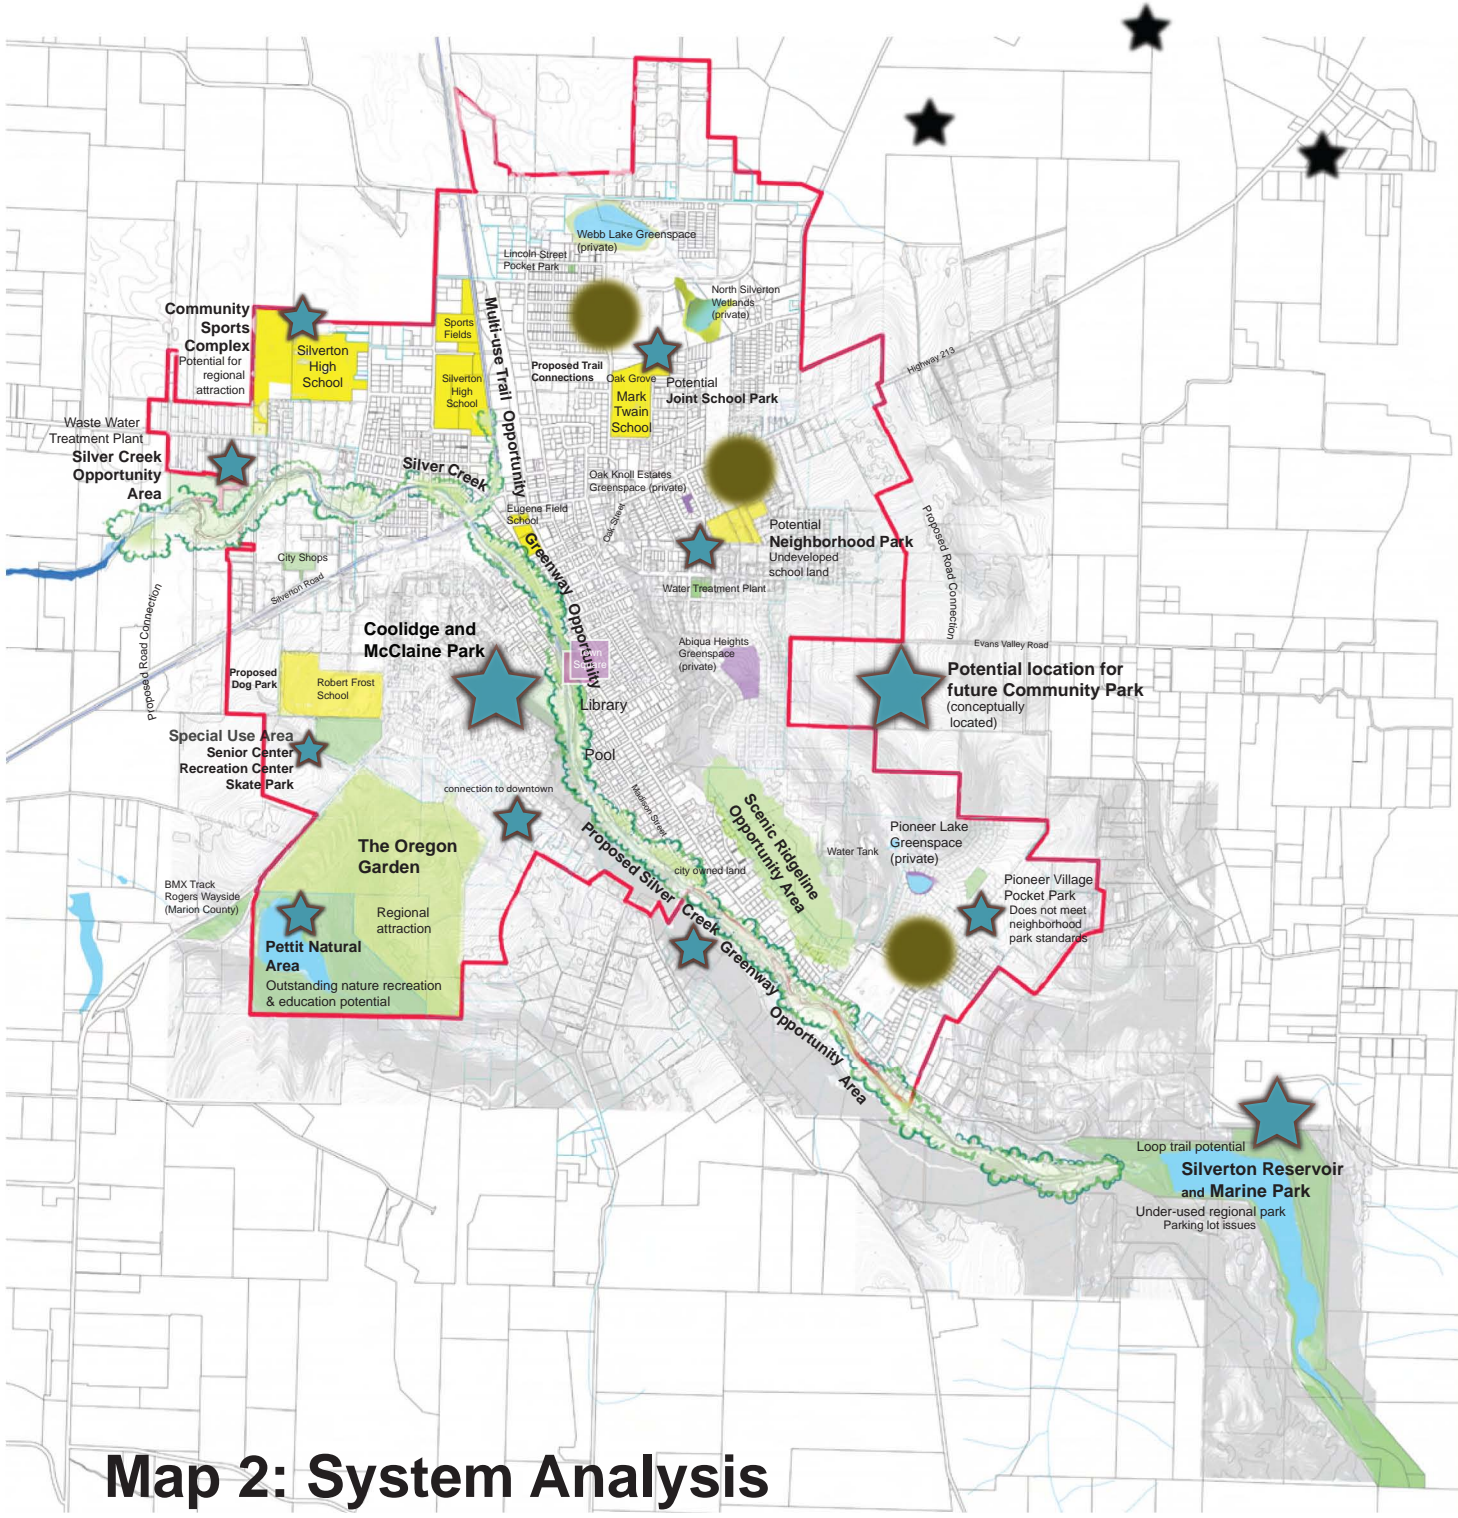 Webb Lake Greenspace
(private)
Lincoln Street
Pocket Park
North Silverton
Wetlands
(private)
Community
Sports
Complex
Potential for
regional
attraction
Silverton
High
School
Sports
Fields
Silverton
High
School
Multi-use Trail Opportunity
Proposed Trail
Connections
Oak Grove
Mark
Twain
School
Potential
Joint School Park
Highway 213
Waste Water
Treatment Plant
Silver Creek
Opportunity
Area
Silver Creek
Oak Knoll Estates
Greenspace (private)
Eugene Field
School
Oak Street
Potential
Neighborhood Park
Undeveloped
school land
Proposed Road Connection
City Shops
Silverton Road
Greenway Opportunity
Water Treatment Plant
Proposed Road Connection
Coolidge and
McClaine Park
Town
Square
Abiqua Heights
Greenspace
(private)
Evans Valley Road
Proposed
Dog Park
Robert Frost
School
Potential location for
future Community Park
(conceptually
located)
Library
Special Use Area
Senior Center
Recreation Center
Skate Park
Pool
connection to downtown
Madison Street
Scenic Ridgeline
Opportunity Area
The Oregon
Garden
Proposed Silver Creek Greenway Opportunity Area
city owned land
Water Tank
Pioneer Lake
Greenspace
(private)
BMX Track
Rogers Wayside
(Marion County)
Regional
attraction
Pioneer Village
Pocket Park
Does not meet
neighborhood
park standards
Pettit Natural
Area
Outstanding nature recreation
& education potential
Loop trail potential
Silverton Reservoir
and Marine Park
Under-used regional park
Parking lot issues
Map 2: System Analysis